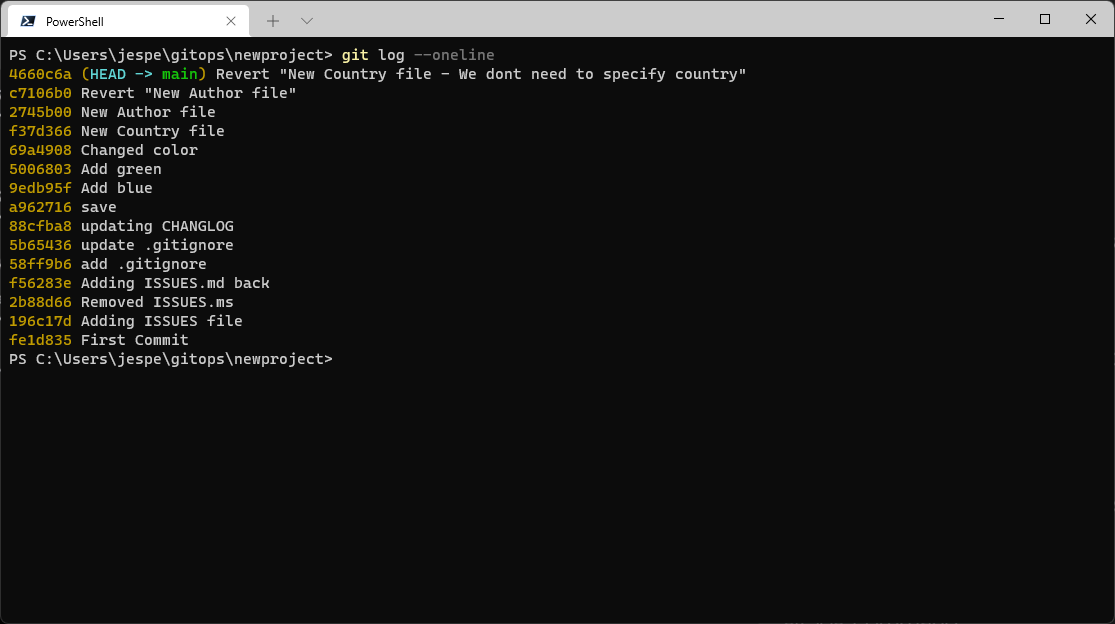 PowerShell
PS C:\Users\jespe\gitops\newproject> git log --oneline
4660c6a (HEAD -> main) Revert "New Country file - We dont need to specify country"
c7106b0 Revert "New Author file"
2745b00 New Author file
f37d366 New Country file
69a4908 Changed color
5006803 Add green
9edb95f Add blue
a962716 save
88cfba8 updating CHANGLOG
5b65436 update .gitignore
58ff9b6 add .gitignore
f56283e Adding ISSUES.md back
2b88d66 Removed ISSUES.ms
196c17d Adding ISSUES file
fe1d835 First Commit
PS C:\Users\jespe\gitops\newproject>